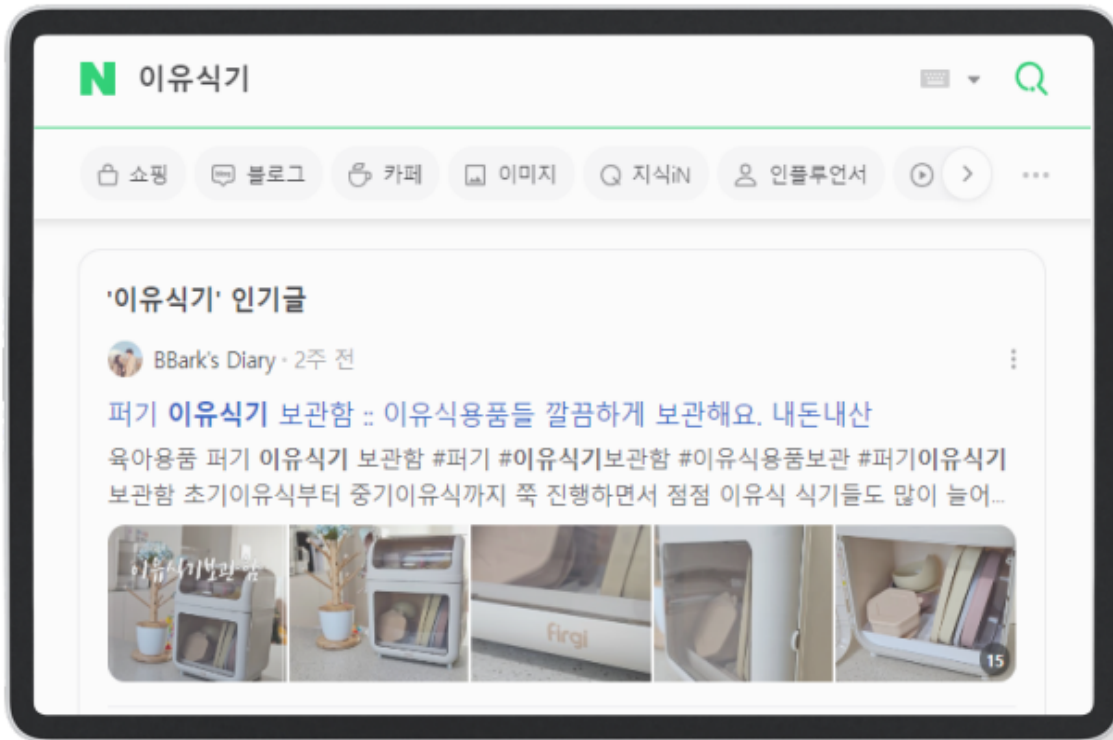 N 이유식기
쇼핑 블로그 카페 이미지 지식iN 인플루언서
'이유식기' 인기글
BBark's Diary · 2주 전
퍼기 이유식기 보관함 :: 이유식용품들 깔끔하게 보관해요. 내돈내산
육아용품 퍼기 이유식기 보관함 #퍼기 #이유식기보관함 #이유식용품보관 #퍼기이유식기
보관함 초기이유식부터 중기이유식까지 쭉 진행하면서 점점 이유식 식기들도 많이 늘어...
이유식기보관함
firgi
15